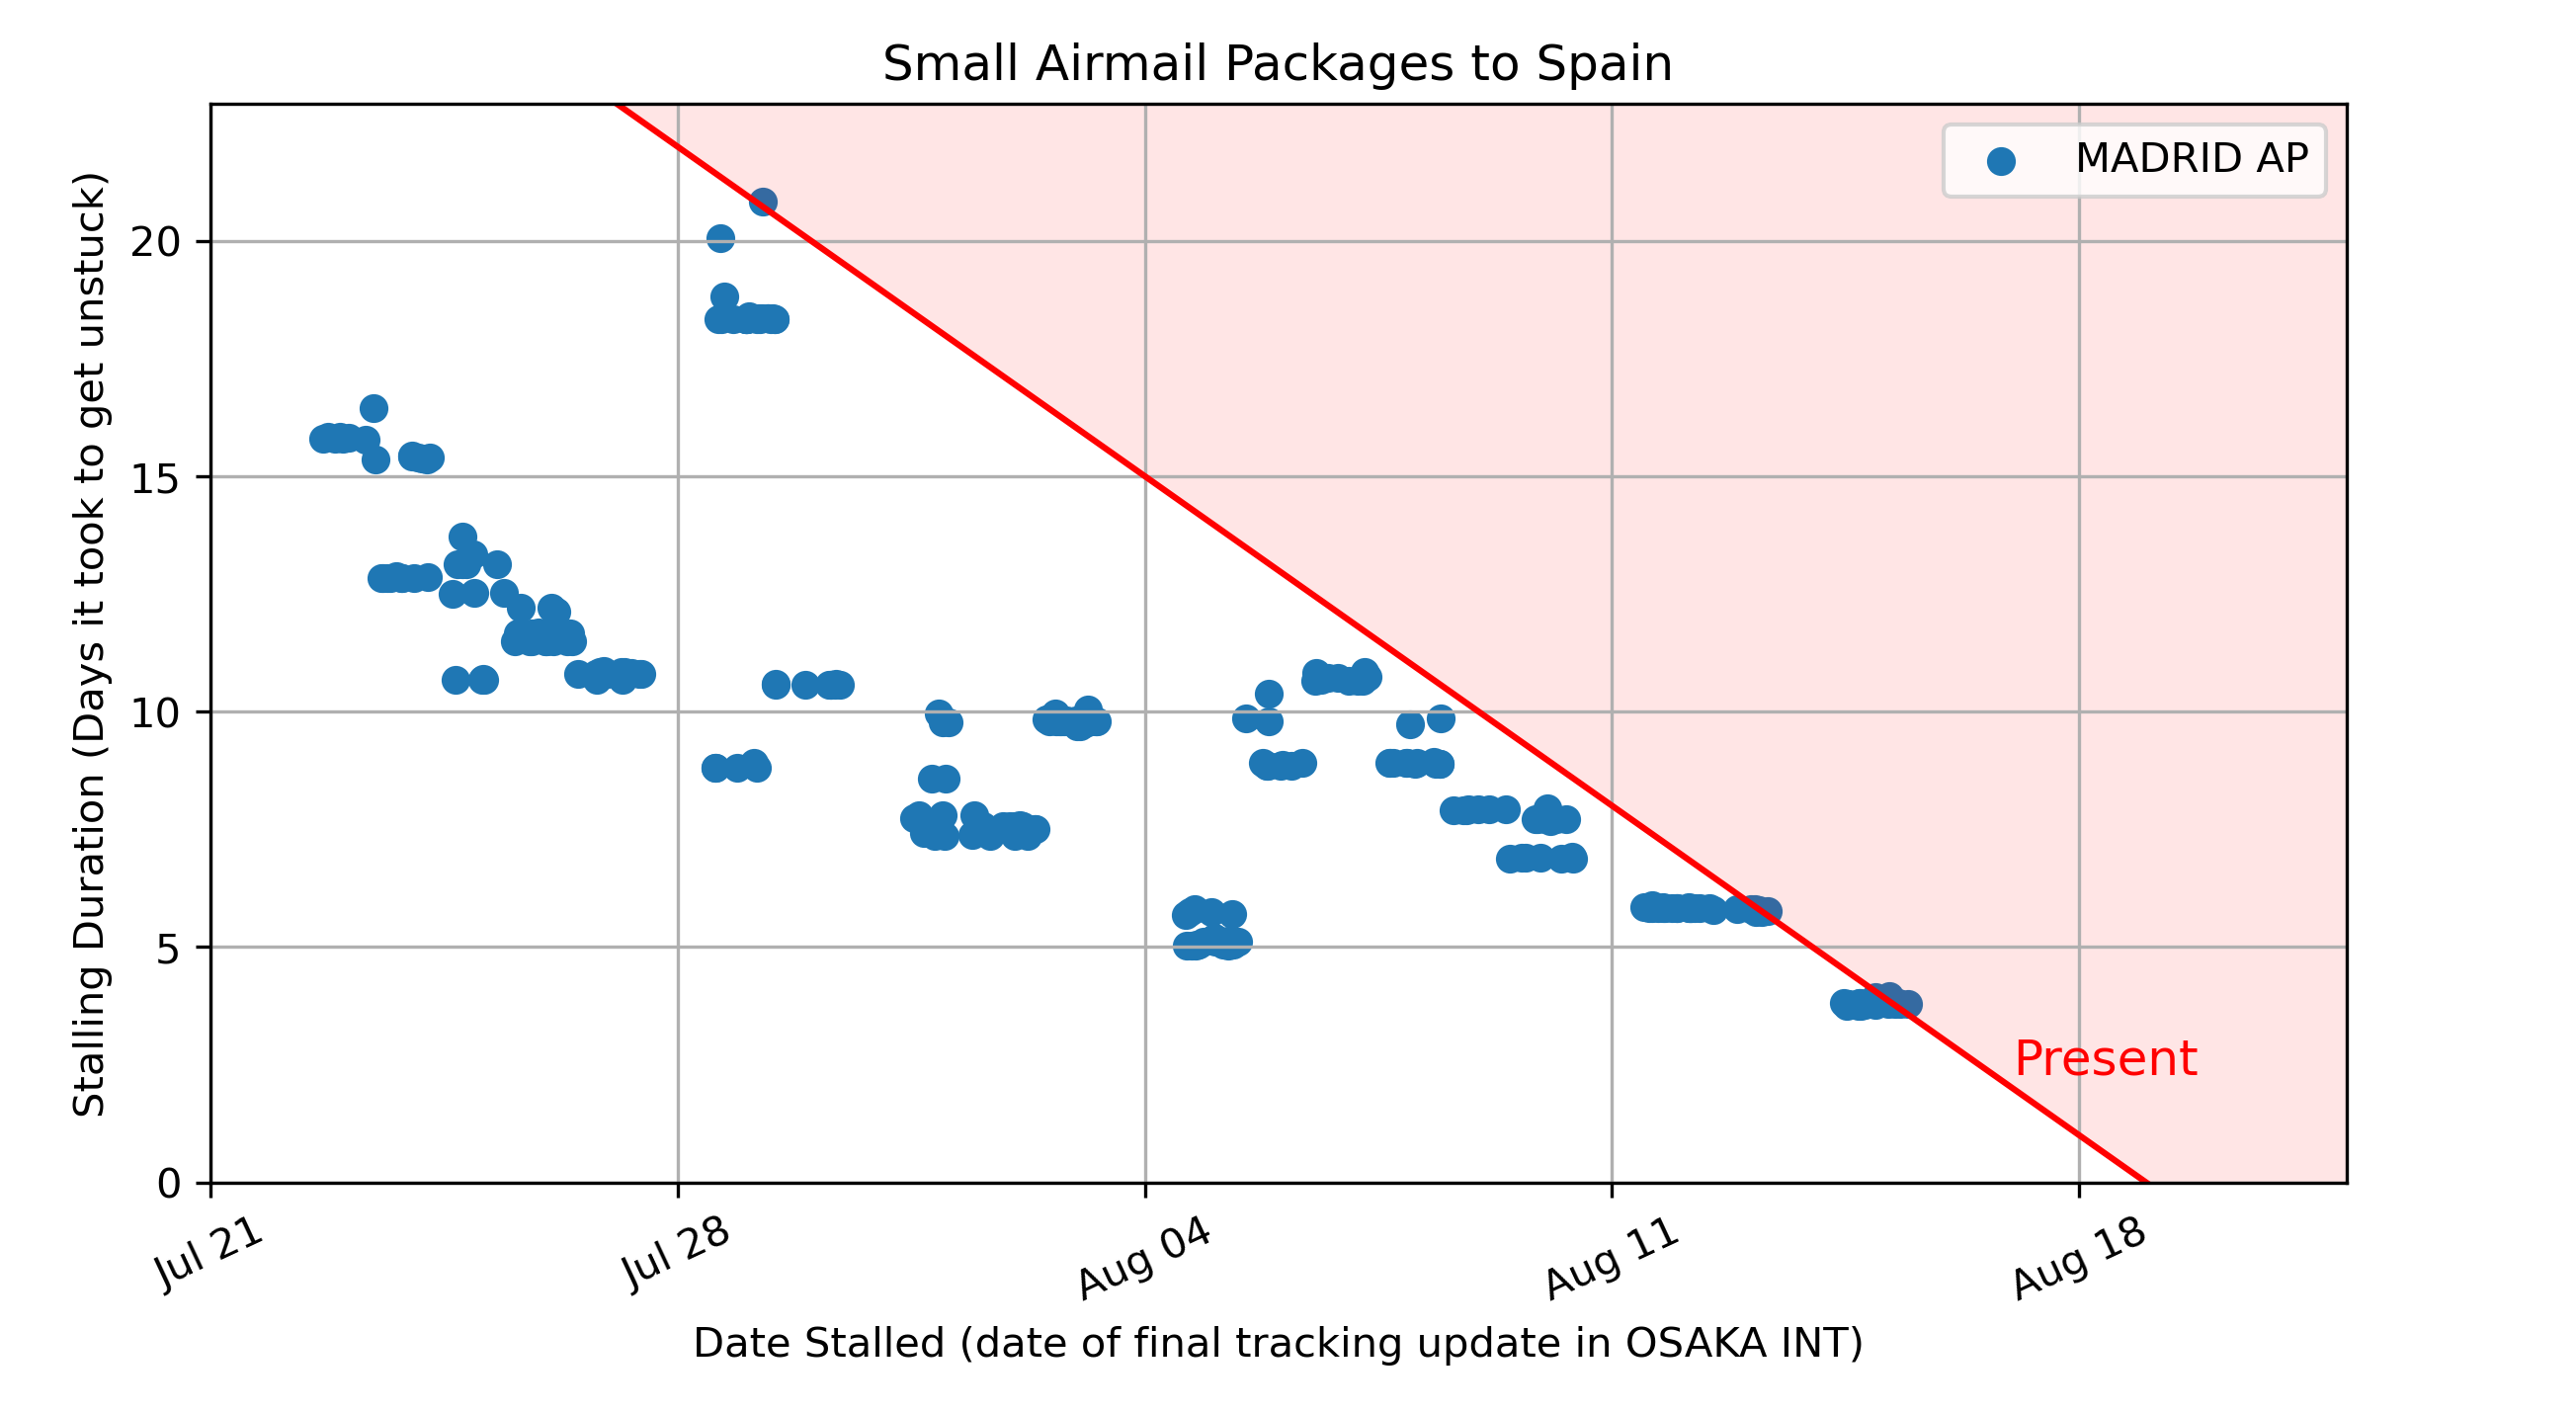 Small Airmail Packages to Spain
MADRID AP
Stalling Duration (Days it took to get unstuck)
20
15
10
5
0
Present
Jul 21
Jul 28
Aug 04
Aug 11
Aug 18
Date Stalled (date of final tracking update in OSAKA INT)